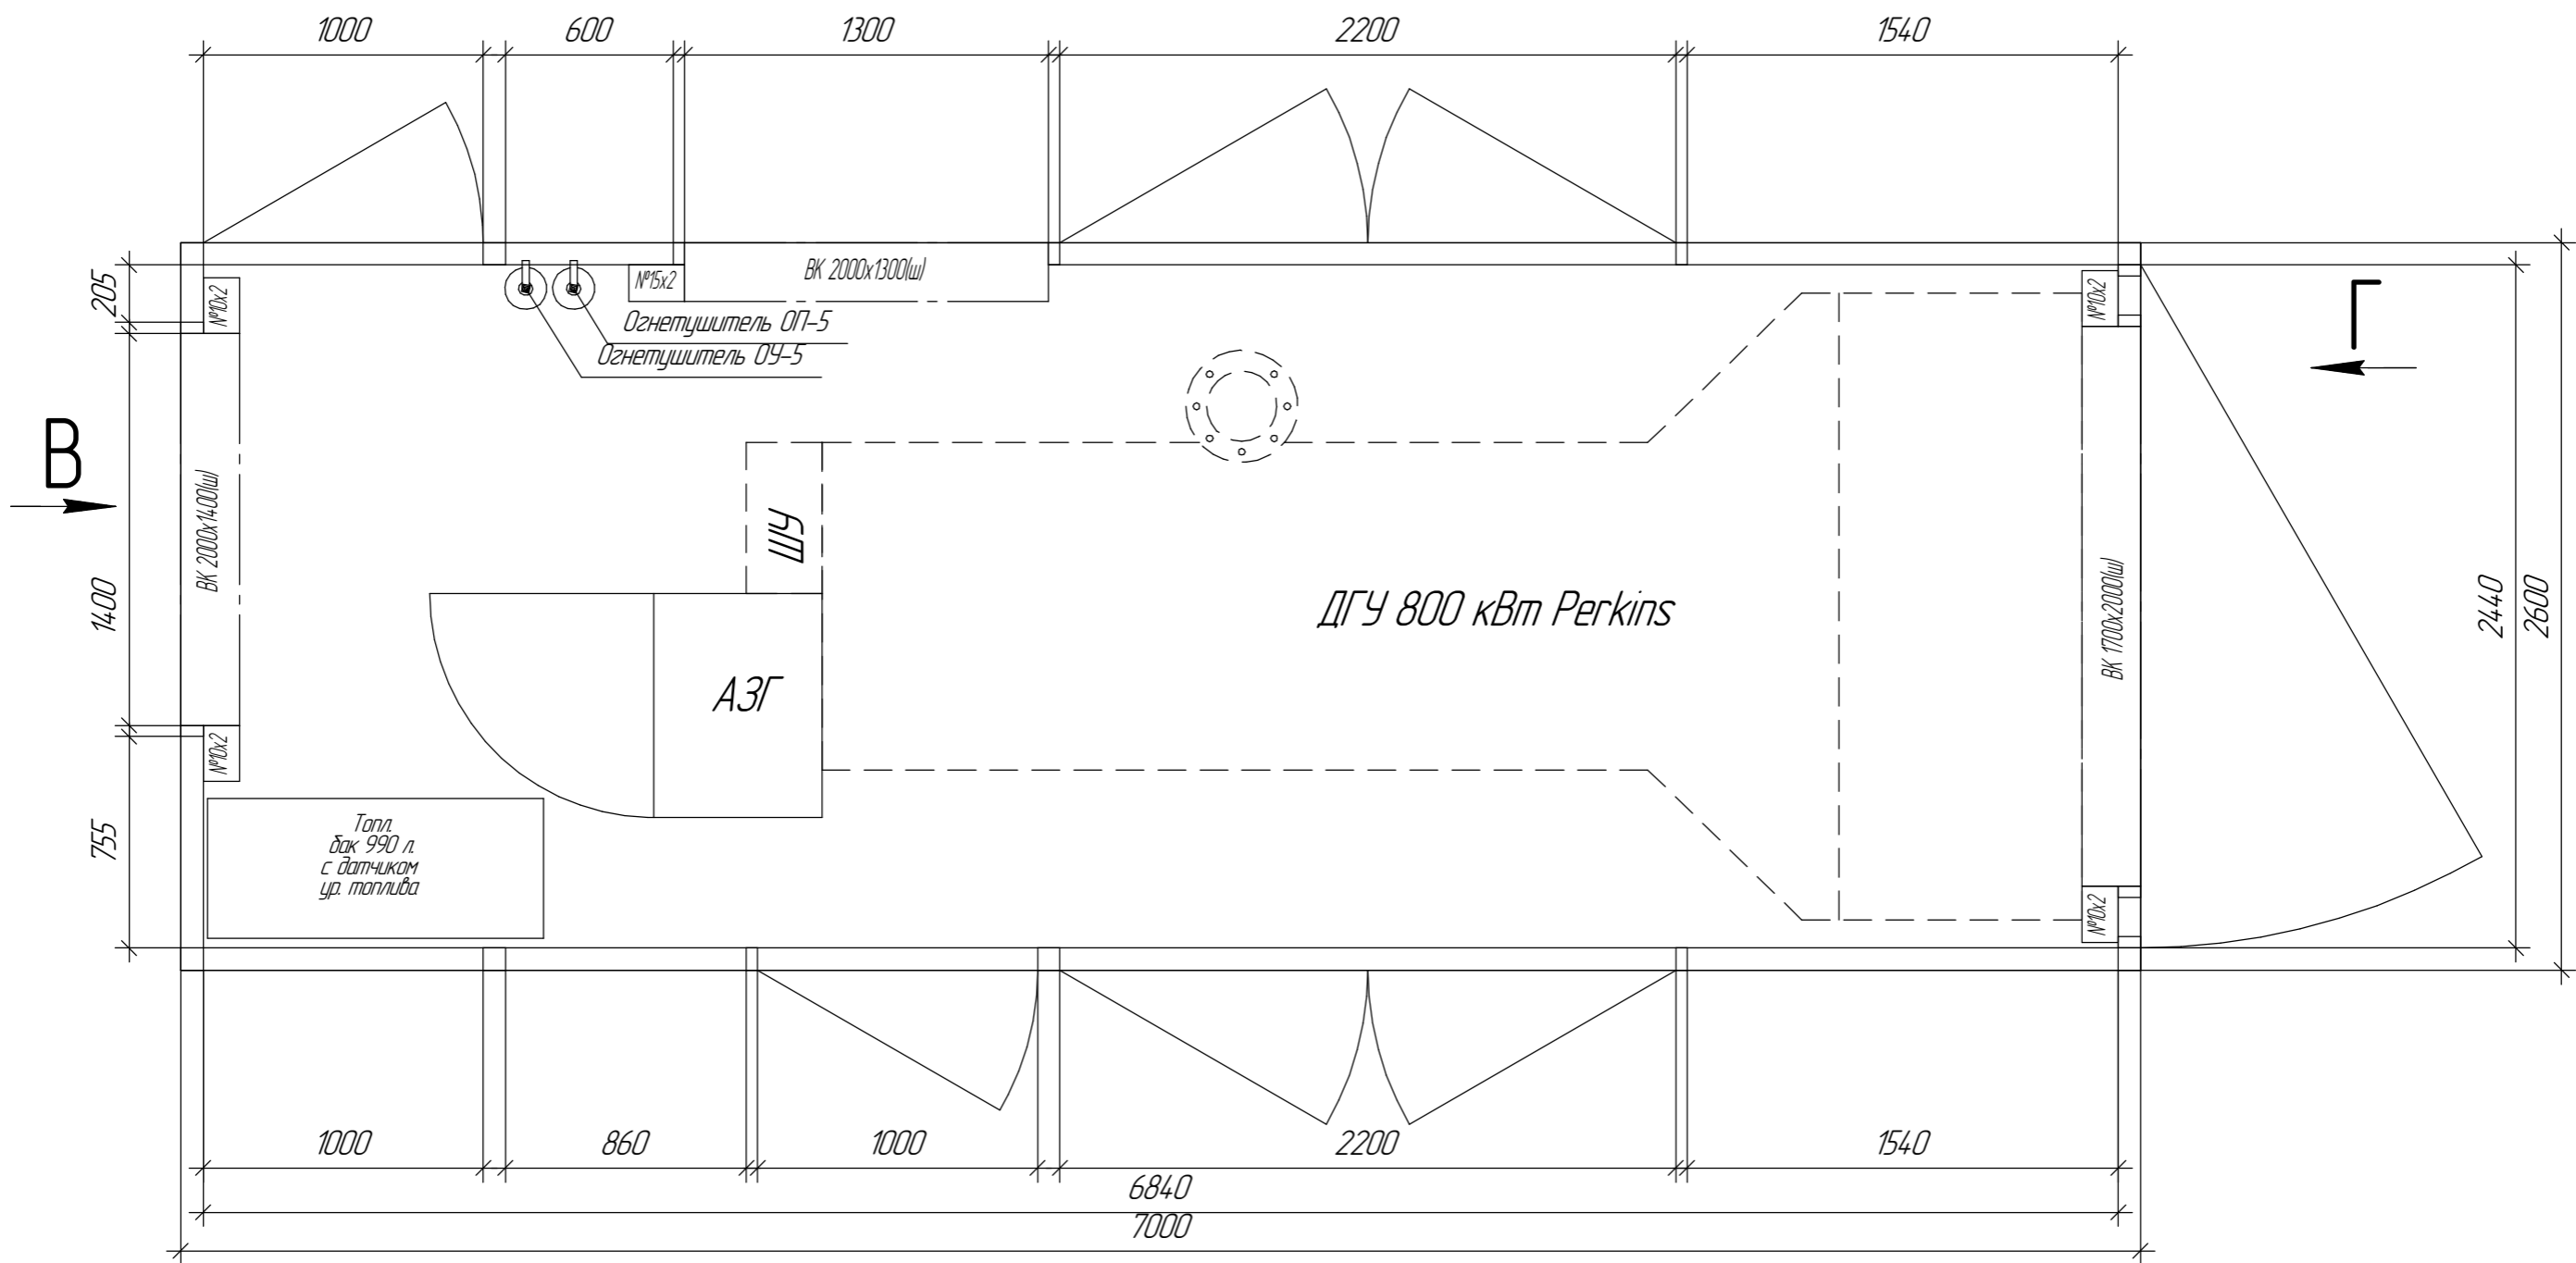 1000
600
1300
2200
1540
205
1400
755
№10х2
№15х2
ВК 2000х1300(ш)
№10х2
Огнетушитель ОП-5
Огнетушитель ОУ-5
Г
В
ВК 2000х1400(ш)
ШУ
ДГУ 800 кВт Perkins
ВК 1700х2000(ш)
2440
2600
АЗГ
№10х2
Топл.
бак 990 л.
с датчиком
ур. топлива
№10х2
1000
860
1000
2200
1540
6840
7000